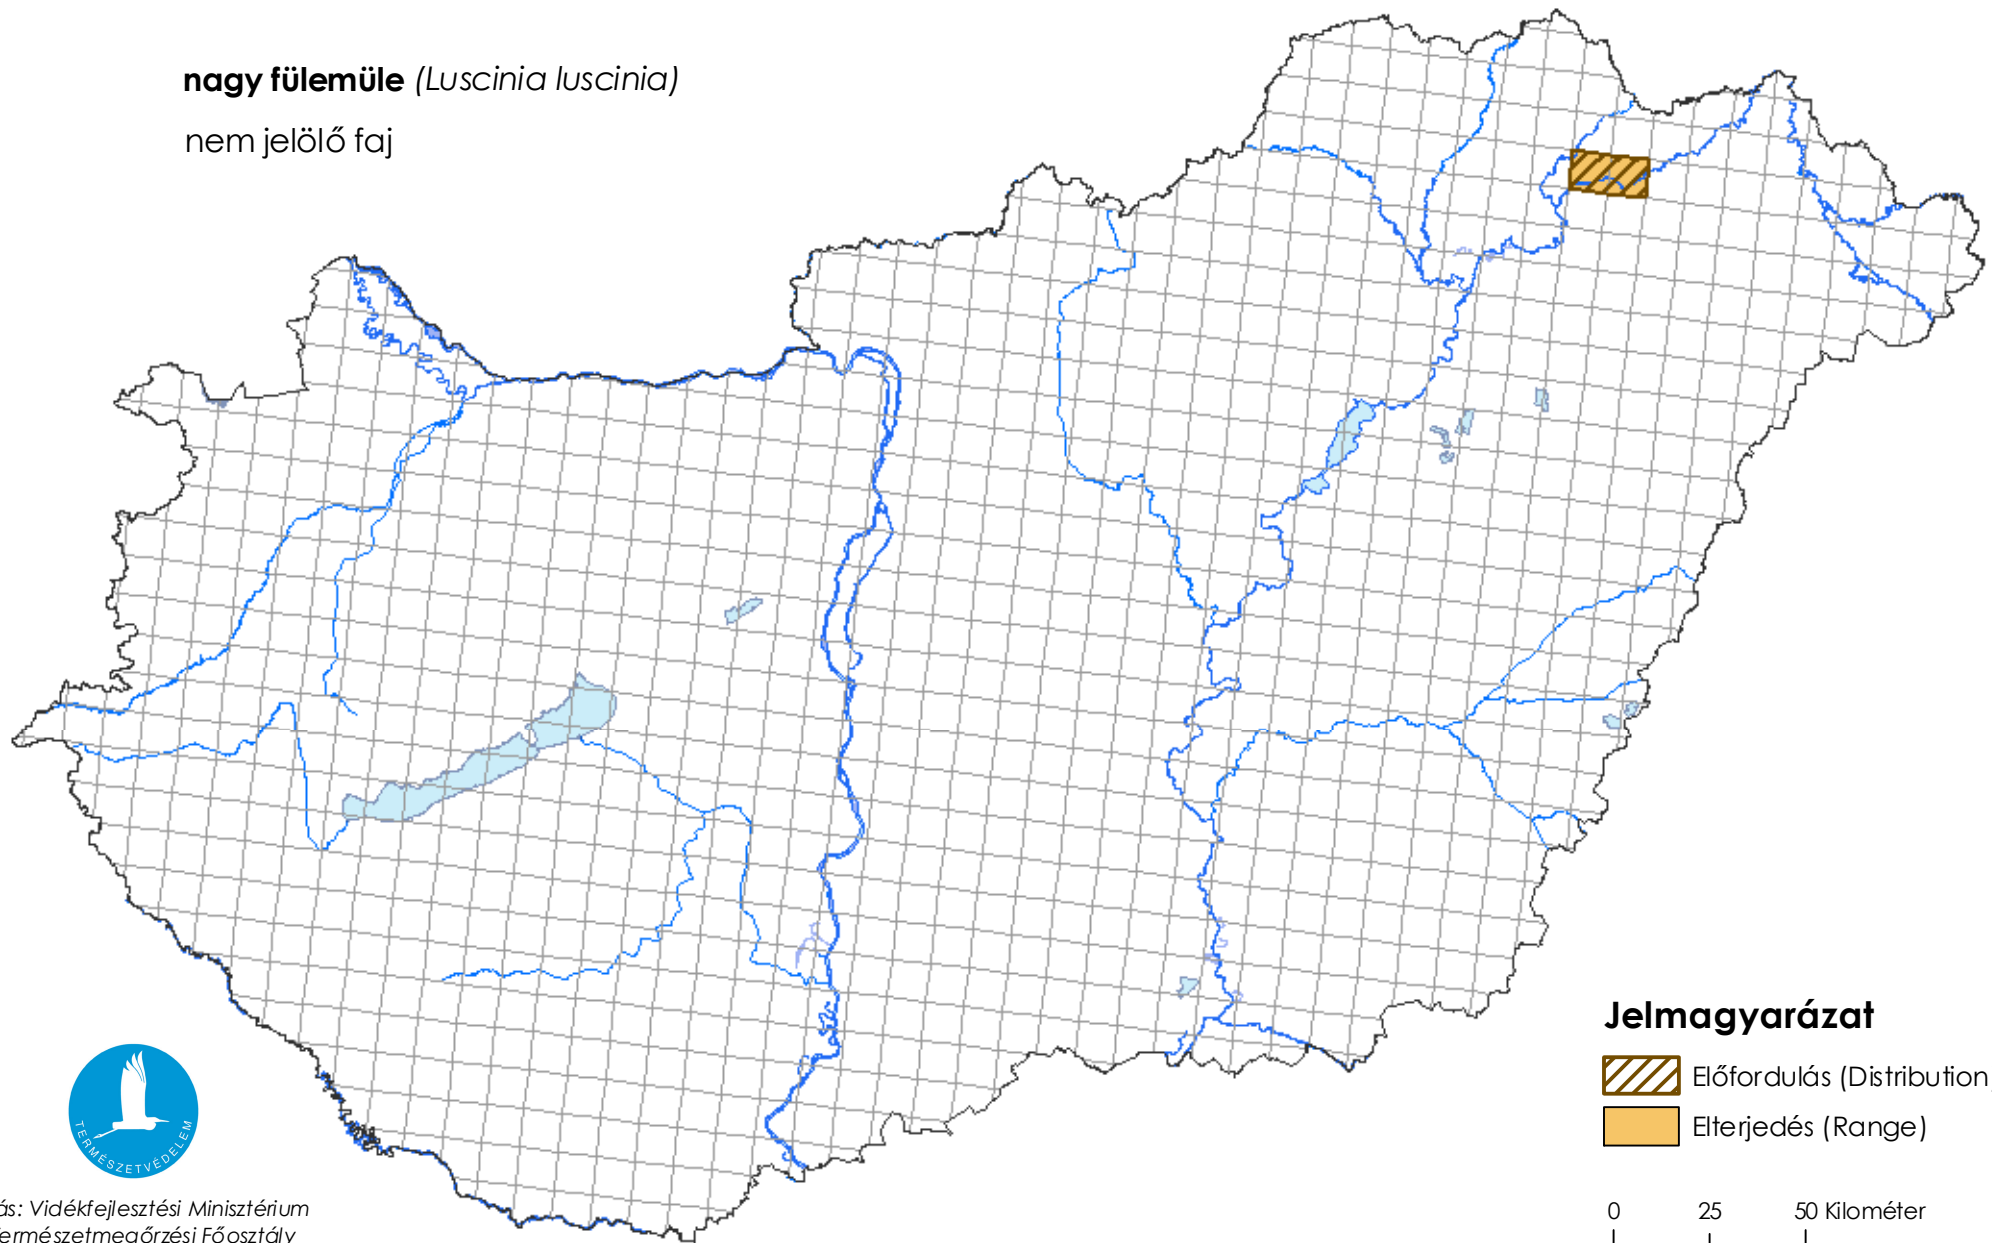 nagy fülemüle (Luscinia luscinia)
nem jelölő faj
Jelmagyarázat
Előfordulás (Distribution)
Elterjedés (Range)
0 25 50 Kilométer
TERMÉSZETVÉDELEM
ás: Vidékfejlesztési Minisztérium
Természetmegőrzési Főosztály